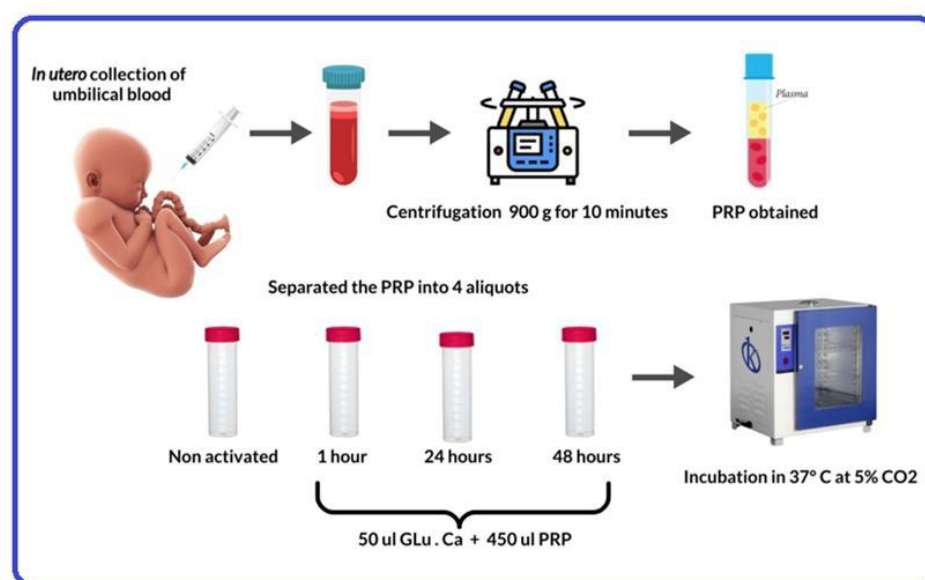 In utero collection of
umbilical blood
Plasma
Centrifugation 900 g for 10 minutes
PRP obtained
Separated the PRP into 4 aliquots
Non activated
1 hour
24 hours
48 hours
Incubation in 37° C at 5% CO2
50 ul GLu . Ca + 450 ul PRP